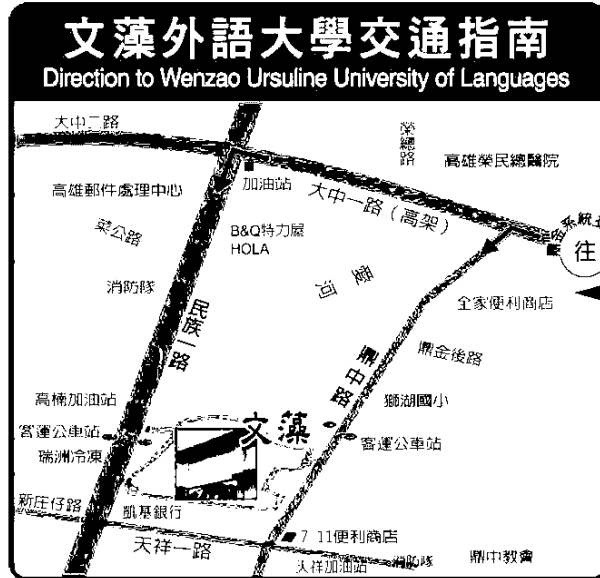 文藻外語大學交通指南
Direction to Wenzao Ursuline University of Languages
大中二路
榮總路
高雄榮民總醫院
加油站
高雄郵件處理中心
大中一路（高架）
菜公路
B&Q特力屋
HOLA
往
愛河
消防隊
全家便利商店
民族一路
鼎中路
鼎金後路
高楠加油站
獅湖國小
文藻
客運公車站
客運公車站
瑞洲冷凍
新庄仔路
凱基銀行
7 11便利商店
天祥一路
天祥加油站
消防隊
鼎中教會